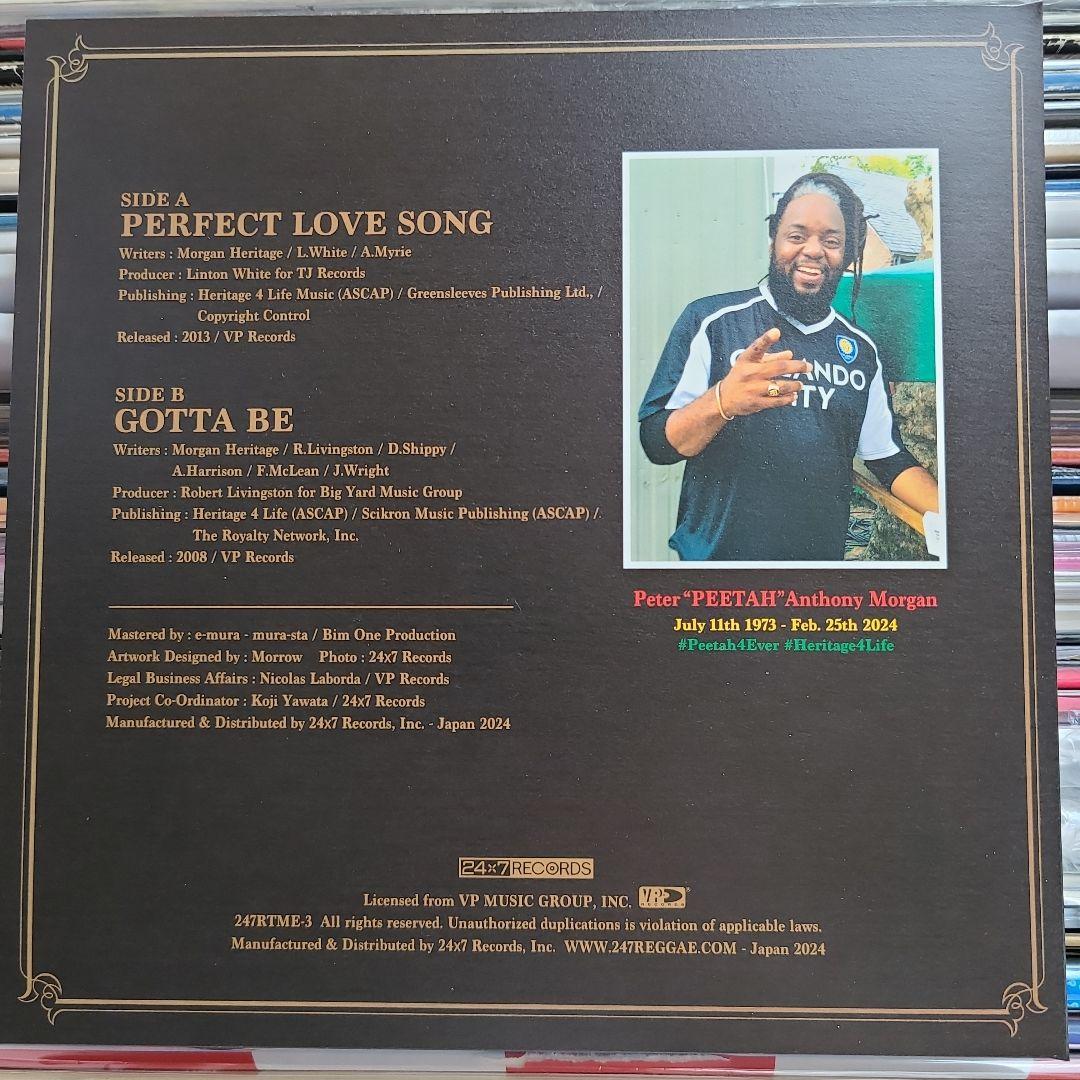 SIDE A
PERFECT LOVE SONG
Writers : Morgan Heritage / L.White / A.Myrie
Producer : Linton White for TJ Records
Publishing : Heritage 4 Life Music (ASCAP) / Greensleeves Publishing Ltd., /
Copyright Control
Released : 2013 / VP Records
SIDE B
GOTTA BE
Writers : Morgan Heritage / R.Livingston / D.Shippy /
A.Harrison / F.McLean / J.Wright
Producer : Robert Livingston for Big Yard Music Group
Publishing : Heritage 4 Life (ASCAP) / Scikron Music Publishing (ASCAP) /
The Royalty Network, Inc.
Released : 2008 / VP Records
Mastered by : e-mura - mura-sta / Bim One Production
Artwork Designed by : Morrow Photo : 24x7 Records
Legal Business Affairs : Nicolas Laborda / VP Records
Project Co-Ordinator : Koji Yawata / 24x7 Records
Manufactured & Distributed by 24x7 Records, Inc. - Japan 2024
ANDO
TY
Peter "PEETAH" Anthony Morgan
July 11th 1973 - Feb. 25th 2024
#Peetah4Ever #Heritage4Life
24x7 RECORDS
Licensed from VP MUSIC GROUP, INC. VP RECORDS ®
247RTME-3 All rights reserved. Unauthorized duplications is violation of applicable laws.
Manufactured & Distributed by 24x7 Records, Inc. WWW.247REGGAE.COM - Japan 2024